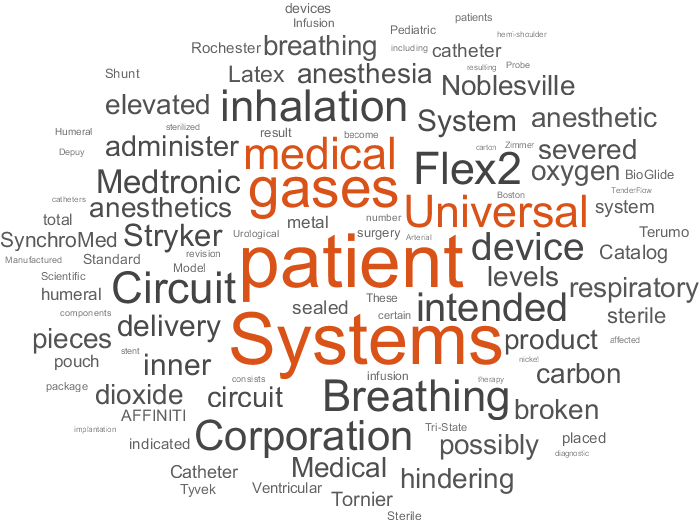 devices
Infusion
patients
Pediatric
hemi-shoulder
Rochester
breathing
including
catheter
Shunt
Latex
anesthesia
resulting
Probe
Noblesville
elevated
inhalation
System
anesthetic
Humeral
sterilized
result
become
administer
medical
carton
Zimmer
severed
Depuy
Flex2
oxygen
BioGlide
Medtronic
gases
TenderFlow
catheters
anesthetics
Boston
Universal
system
total
number
metal
SynchroMed
Stryker
Urological
surgery
Arterial
Terumo
patient
device
Catalog
Manufactured
Standard
revision
Scientific
Model
levels
respiratory
humeral
Circuit
These
components
sealed
certain
intended
sterile
pieces
delivery
Systems
product
affected
pouch
stent
inner
nickel
package
consists
infusion
therapy
carbon
dioxide
circuit
Breathing
broken
AFFINITI
implantation
Corporation
Tri-State
indicated
possibly
placed
diagnostic
Catheter
Medical
hindering
Tyvek
Ventricular
Tornier
Sterile